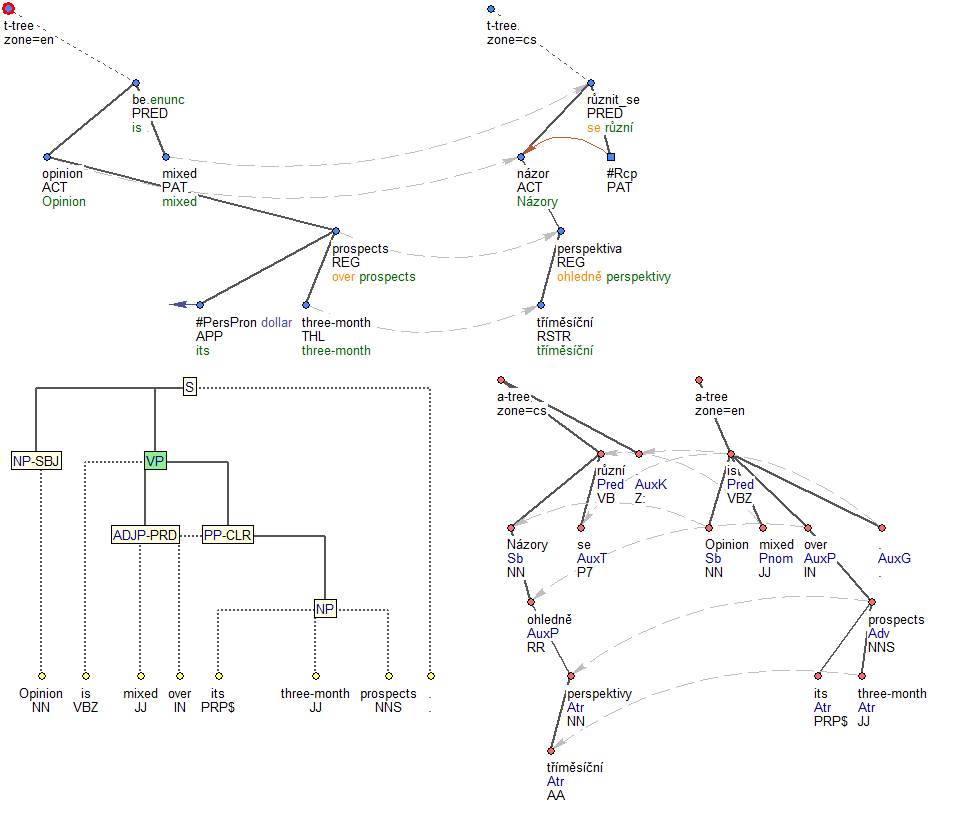 t-tree
zone=en
t-tree.
zone=cs
be.enunc
PRED
is .
různit_se
PRED
se různí
opinion
ACT
Opinion
mixed
PAT
mixed
názor
ACT
Názory
#Rcp
PAT
prospects
REG
over prospects
perspektiva
REG
ohledně perspektivy
#PersPron dollar
APP
its
three-month
THL
three-month
tříměsíční
RSTR
tříměsíční
S
NP-SBJ
VP
ADJP-PRD
PP-CLR
NP
Opinion
NN
is
VBZ
mixed
JJ
over
IN
its
PRP$
three-month
JJ
prospects
NNS
.
.
a-tree
zone=cs
a-tree
zone=en
různí
Pred
VB
.
AuxK
Z:
is
Pred
VBZ
Názory
Sb
NN
se
AuxT
P7
Opinion
Sb
NN
mixed
Pnom
JJ
over
AuxP
IN
.
AuxG
.
ohledně
AuxP
RR
prospects
Adv
NNS
perspektivy
Atr
NN
its
Atr
PRP$
three-month
Atr
JJ
tříměsíční
Atr
AA